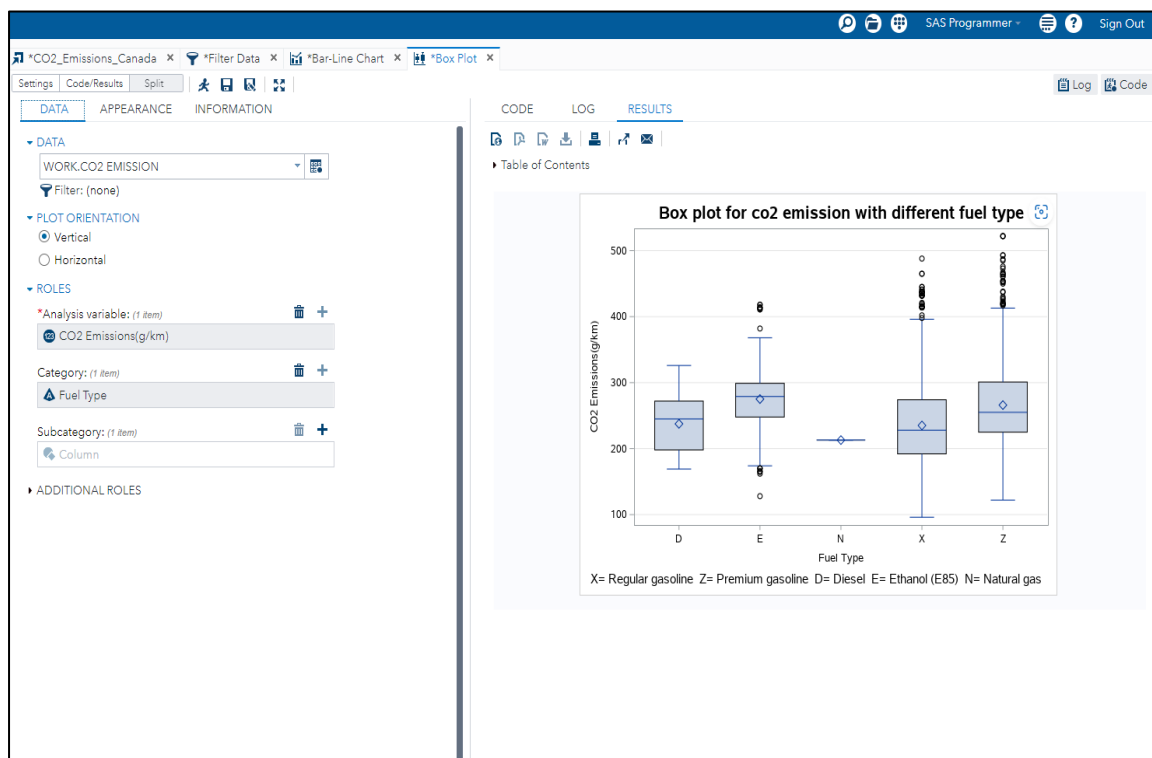 SAS Programmer Sign Out
*CO2_Emissions_Canada × *Filter Data × *Bar-Line Chart × *Box Plot ×
Settings Code/Results Split Log Code
DATA APPEARANCE INFORMATION
DATA
WORK.CO2 EMISSION
Filter: (none)
PLOT ORIENTATION
Vertical
Horizontal
ROLES
*Analysis variable: (1 item)
123 CO2 Emissions(g/km)
Category: (1 item)
A Fuel Type
Subcategory: (1 item)
Column
ADDITIONAL ROLES
CODE LOG RESULTS
Table of Contents
Box plot for co2 emission with different fuel type
CO2 Emissions(g/km)
500
400
300
200
100
D E N X Z
Fuel Type
X= Regular gasoline Z= Premium gasoline D= Diesel E= Ethanol (E85) N= Natural gas